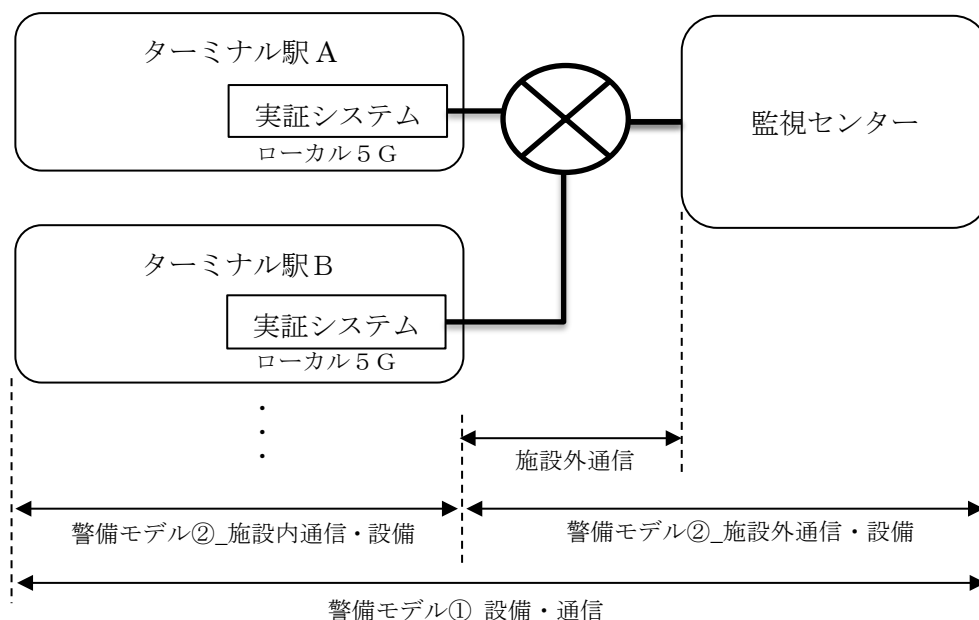 ターミナル駅A
実証システム
ローカル5G
監視センター
ターミナル駅B
実証システム
ローカル5G
・
・
・
施設外通信
警備モデル②_施設内通信・設備
警備モデル②_施設外通信・設備
警備モデル①_設備・通信